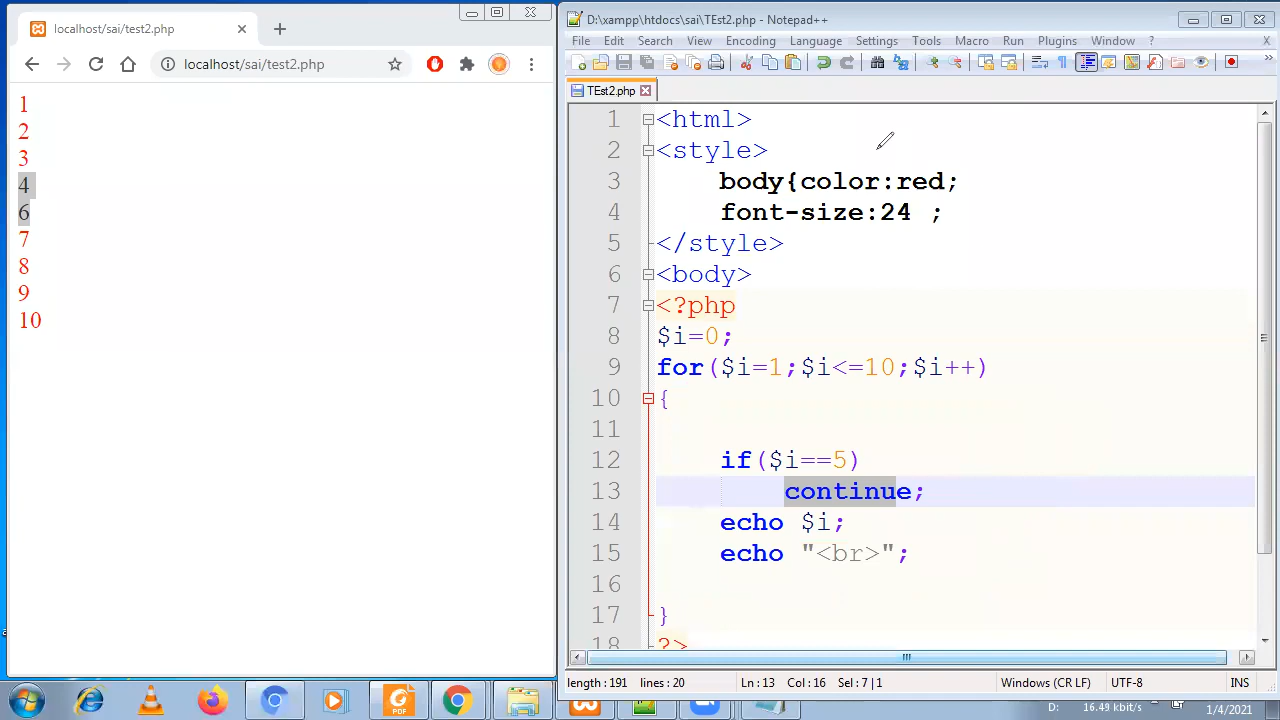 localhost/sai/test2.php
localhost/sai/test2.php
1
2
3
4
6
7
8
9
10
D:\xampp\htdocs\sai\TEst2.php - Notepad++
File Edit Search View Encoding Language Settings Tools Macro Run Plugins Window ? X
TEst2.php
1 <html>
2 <style>
3 body{color:red;
4 font-size:24 ;
5 </style>
6 <body>
7 <?php
8 $i=0;
9 for($i=1;$i<=10;$i++)
10 {
11
12 if($i==5)
13 continue;
14 echo $i;
15 echo "<br>";
16
17 }
18 ?>
length : 191 lines : 20 Ln : 13 Col : 16 Sel : 7 | 1 Windows (CR LF) UTF-8 INS
PDF
D: 16.49 kbit/s
1/4/2021